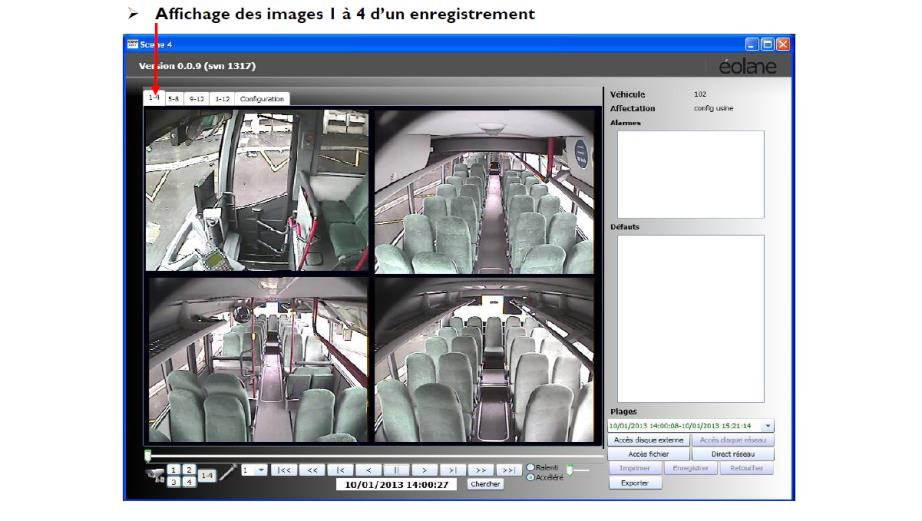 ➢ Affichage des images 1 à 4 d’un enregistrement
Scene 4
Version 0.0.9 (svn 1317)
éolane
1-4 5-8 9-12 1-12 Configuration
Véhicule 102
Affectation config usine
Alarmes
Défauts
Plages
10/01/2013 14:00:08-10/01/2013 15:21:14
Accès disque externe Accès disque réseau
Accès fichier Direct réseau
Imprimer Enregistrer Retoucher
Exporter
1 2
3 4
1-4
1 |<< << |< < || > >| >> >>|
Ralenti
Accéléré
10/01/2013 14:00:27 Chercher